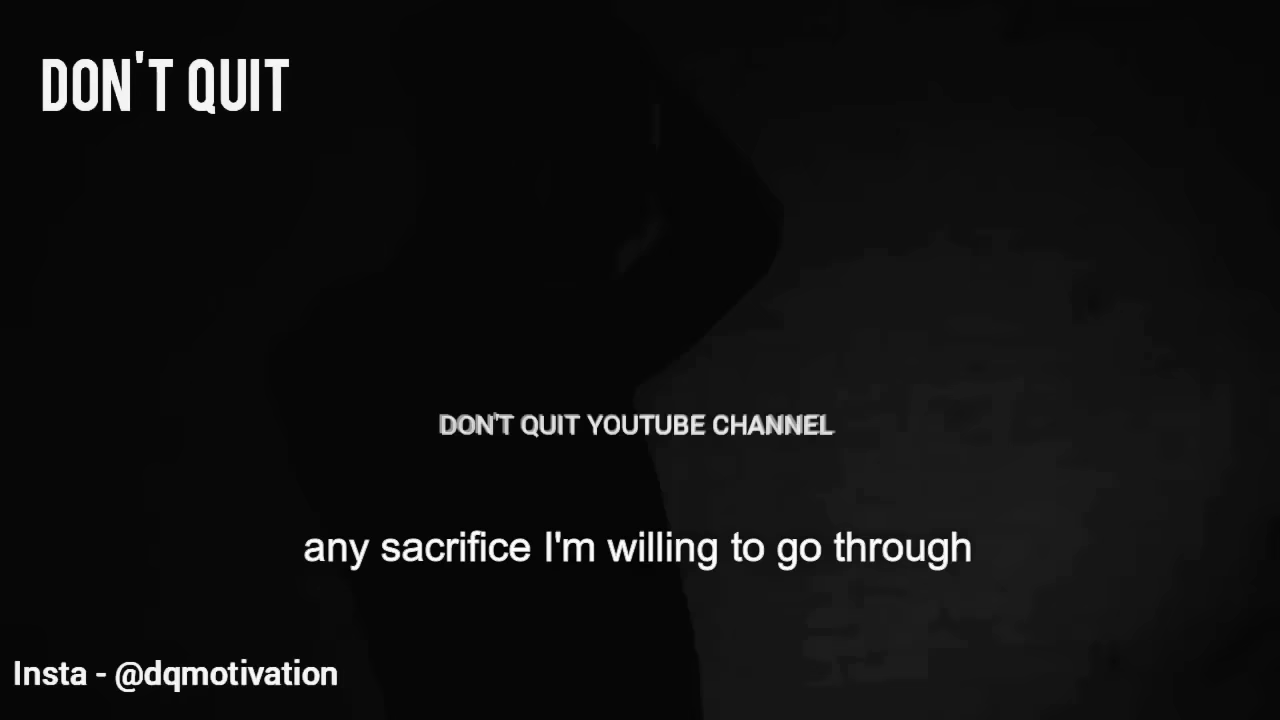 DON'T QUIT
DON'T QUIT YOUTUBE CHANNEL
any sacrifice I'm willing to go through
Insta - @dqmotivation